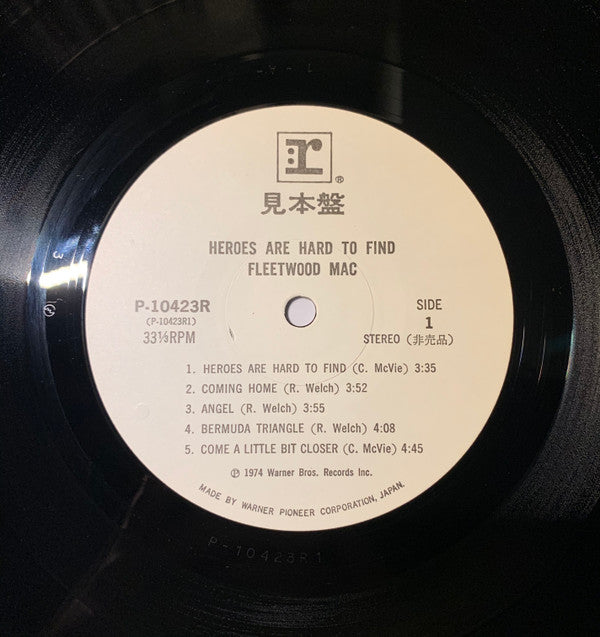 r
®
見本盤
HEROES ARE HARD TO FIND
FLEETWOOD MAC
P-10423R
(P-10423R1)
33⅓RPM
SIDE
1
STEREO (非売品)
1. HEROES ARE HARD TO FIND (C. McVie) 3:35
2. COMING HOME (R. Welch) 3:52
3. ANGEL (R. Welch) 3:55
4. BERMUDA TRIANGLE (R. Welch) 4:08
5. COME A LITTLE BIT CLOSER (C. McVie) 4:45
℗ 1974 Warner Bros. Records Inc.
MADE BY WARNER PIONEER CORPORATION, JAPAN.
P-10423R1